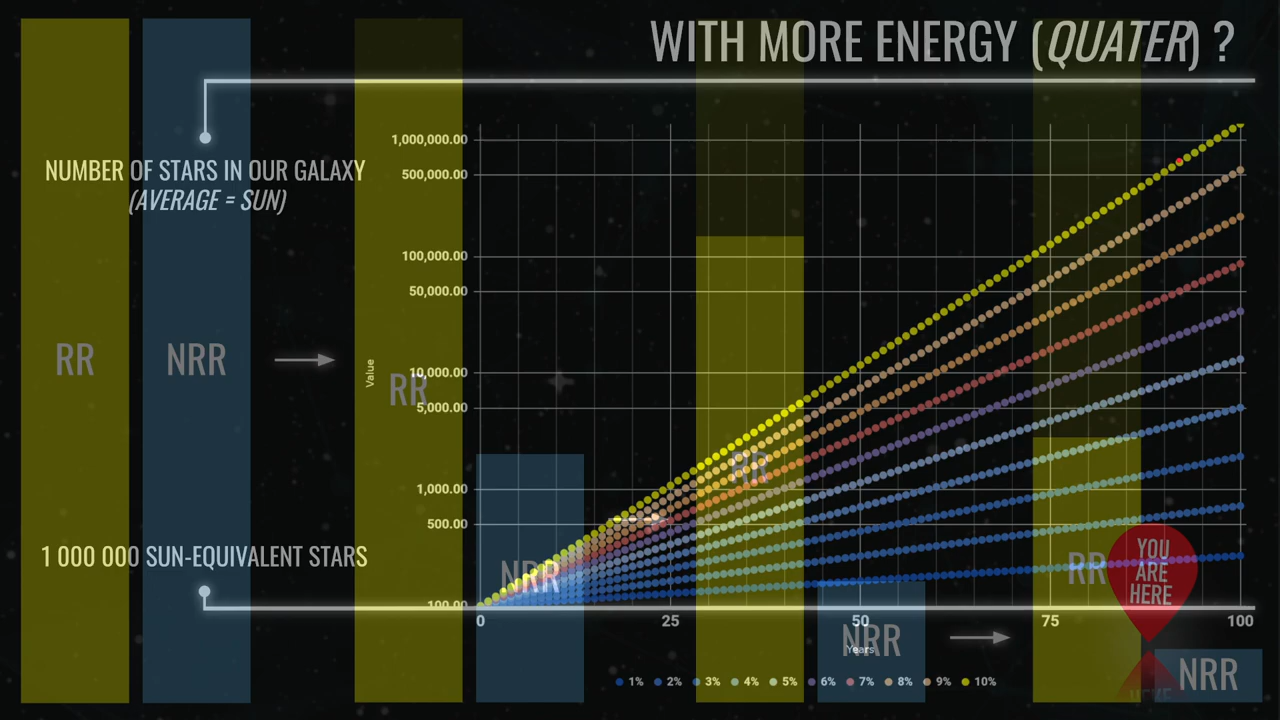 WITH MORE ENERGY (QUATER) ?
NUMBER OF STARS IN OUR GALAXY
(AVERAGE = SUN)
1 000 000 SUN-EQUIVALENT STARS
RR
NRR
RR
NRR
RR
NRR
RR
NRR
YOU
ARE
HERE
HERE
Value
1,000,000.00
500,000.00
100,000.00
50,000.00
10,000.00
5,000.00
1,000.00
500.00
100.00
0 25 50 75 100
Years
1% 2% 3% 4% 5% 6% 7% 8% 9% 10%